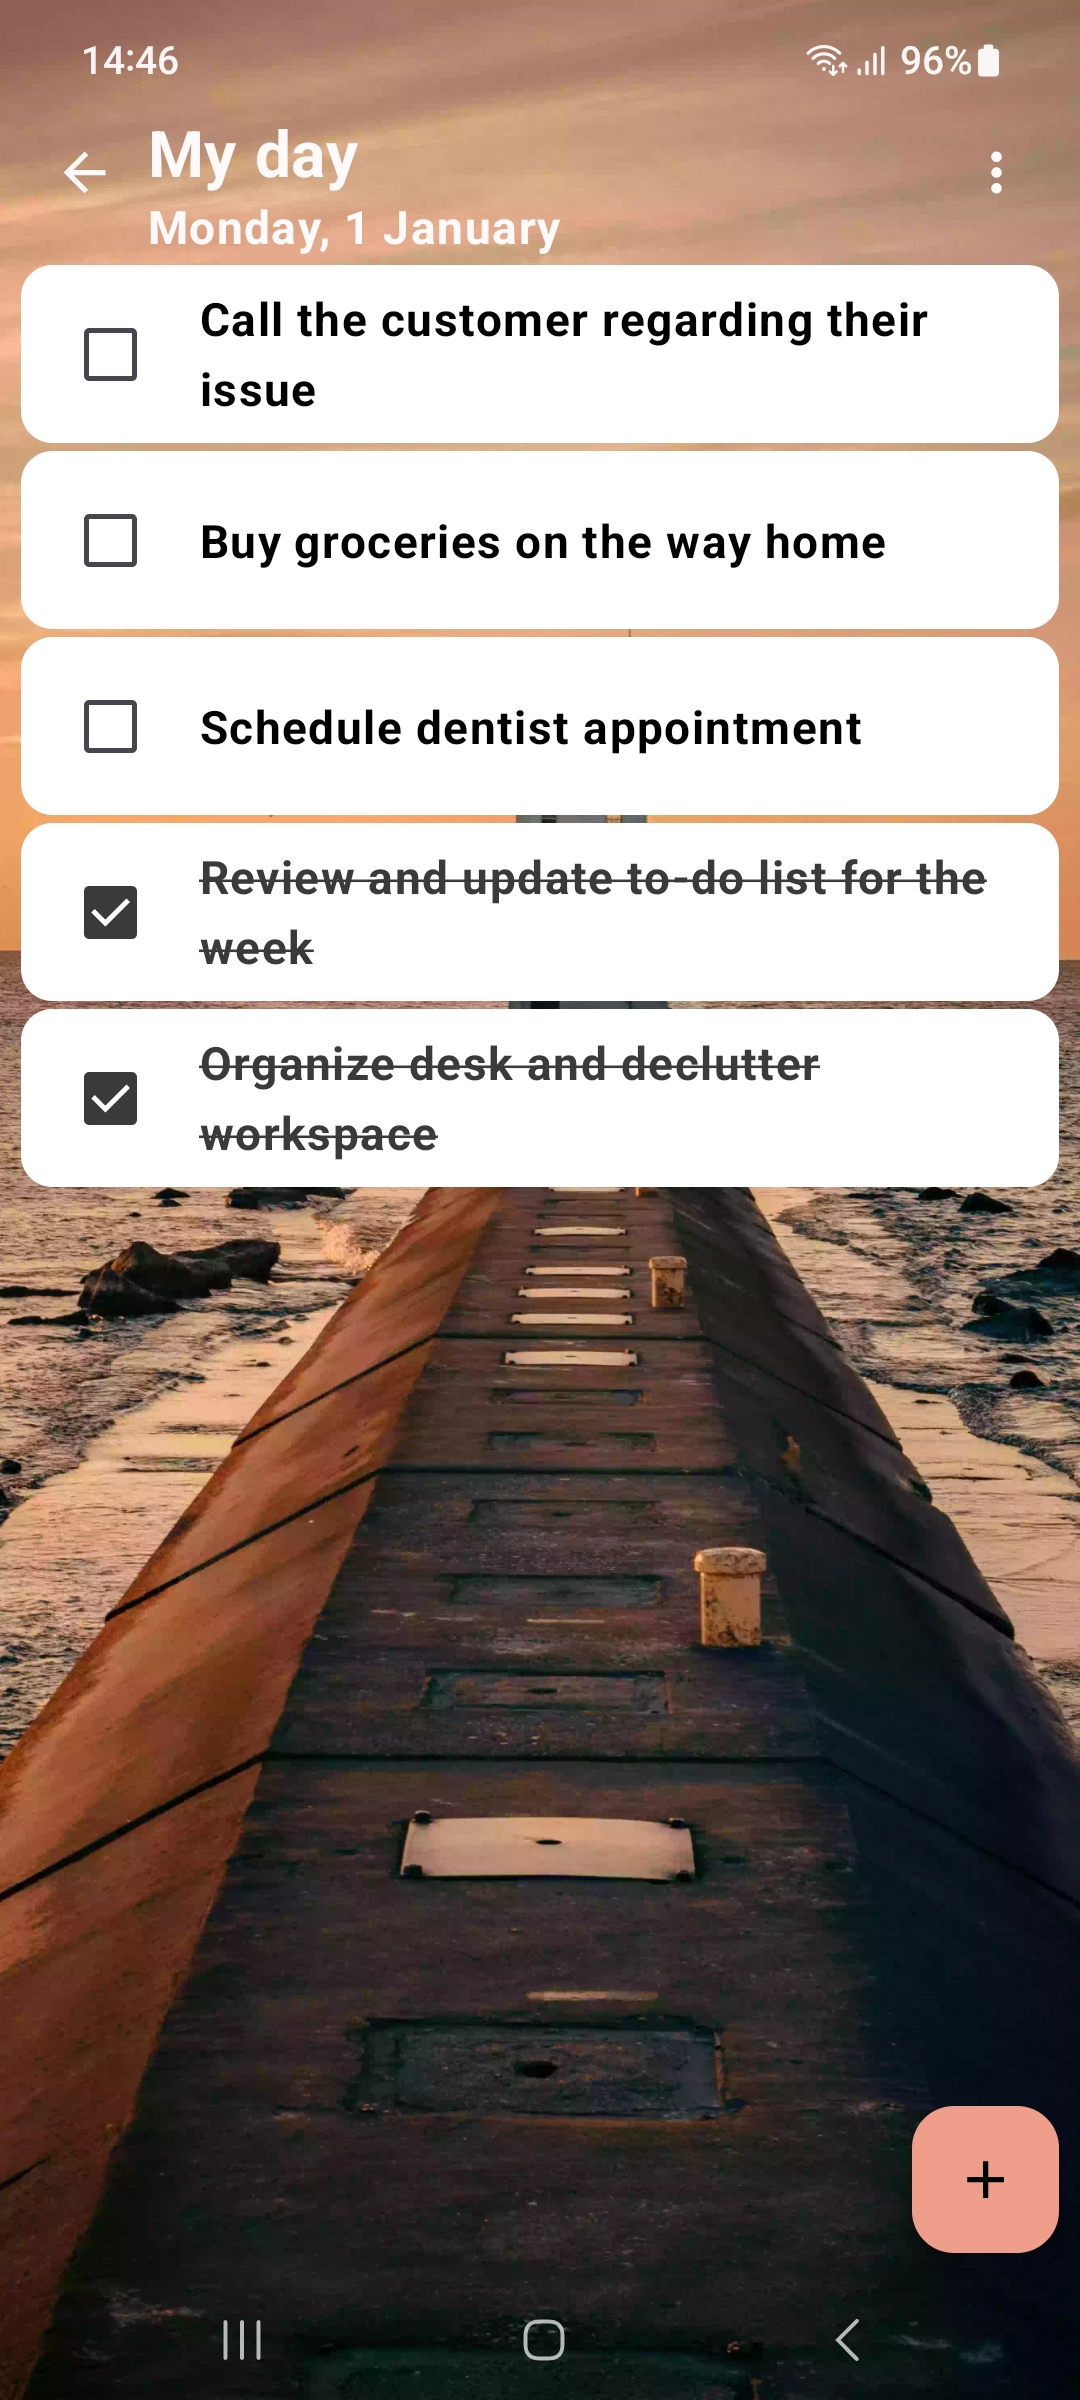 14:46 96%
My day
Monday, 1 January
Call the customer regarding their
issue
Buy groceries on the way home
Schedule dentist appointment
Review and update to-do list for the
week
Organize desk and declutter
workspace